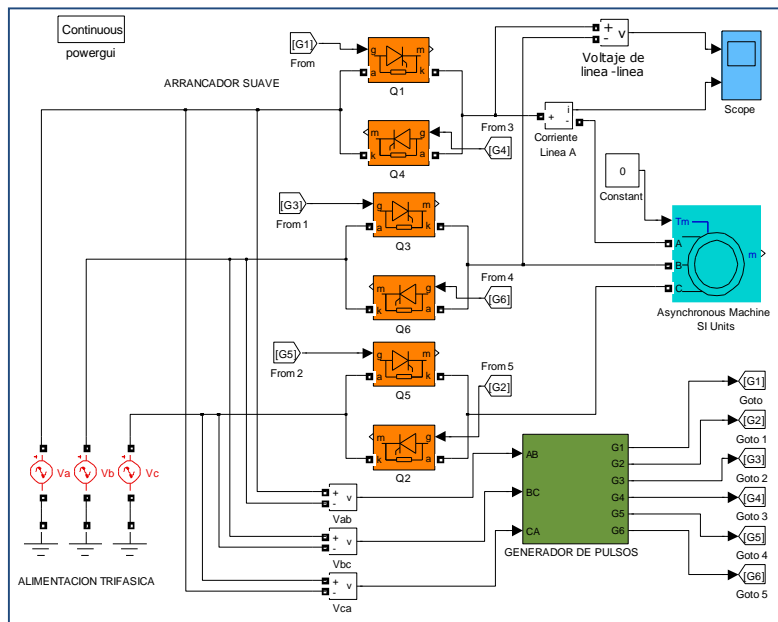 Continuous
powergui
ARRANCADOR SUAVE
[G1]
From
g
m
a
k
Q1
m
g
k
a
Q4
From 3
[G4]
+
-
v
Voltaje de
linea -linea
Scope
+
i
-
Corriente
Linea A
0
Constant
Tm
A
B
C
m
Asynchronous Machine
SI Units
[G3]
From 1
g
m
a
k
Q3
m
g
k
a
Q6
From 4
[G6]
[G5]
From 2
g
m
a
k
Q5
m
g
k
a
Q2
From 5
[G2]
Va
Vb
Vc
ALIMENTACION TRIFASICA
+
-
v
Vab
+
-
v
Vbc
+
-
v
Vca
AB
BC
CA
G1
G2
G3
G4
G5
G6
GENERADOR DE PULSOS
[G1]
Goto
[G2]
Goto 1
[G3]
Goto 2
[G4]
Goto 3
[G5]
Goto 4
[G6]
Goto 5